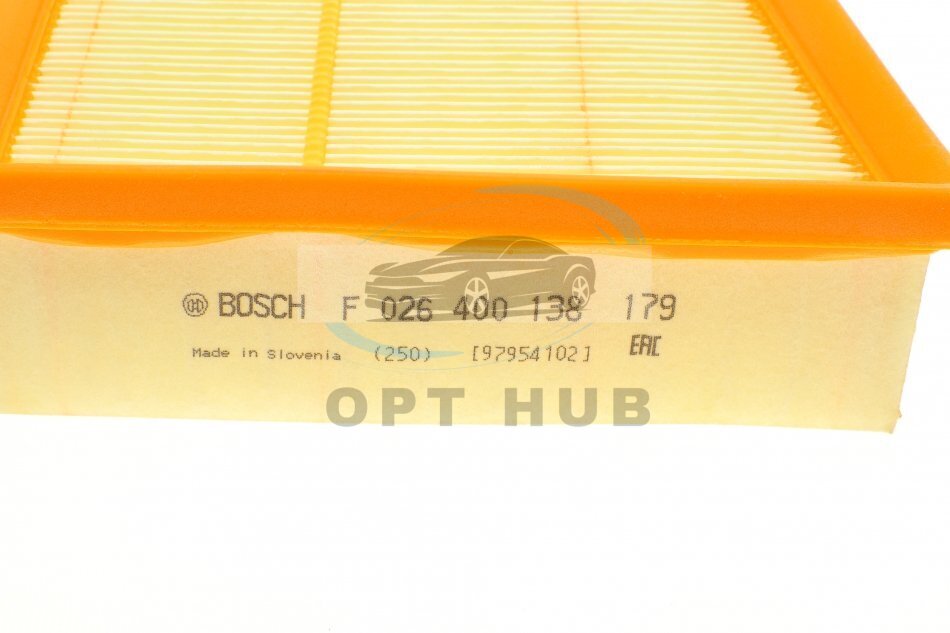 BOSCH F 026 400 138 179
Made in Slovenia (250) [97954102] EAC
OPT HUB